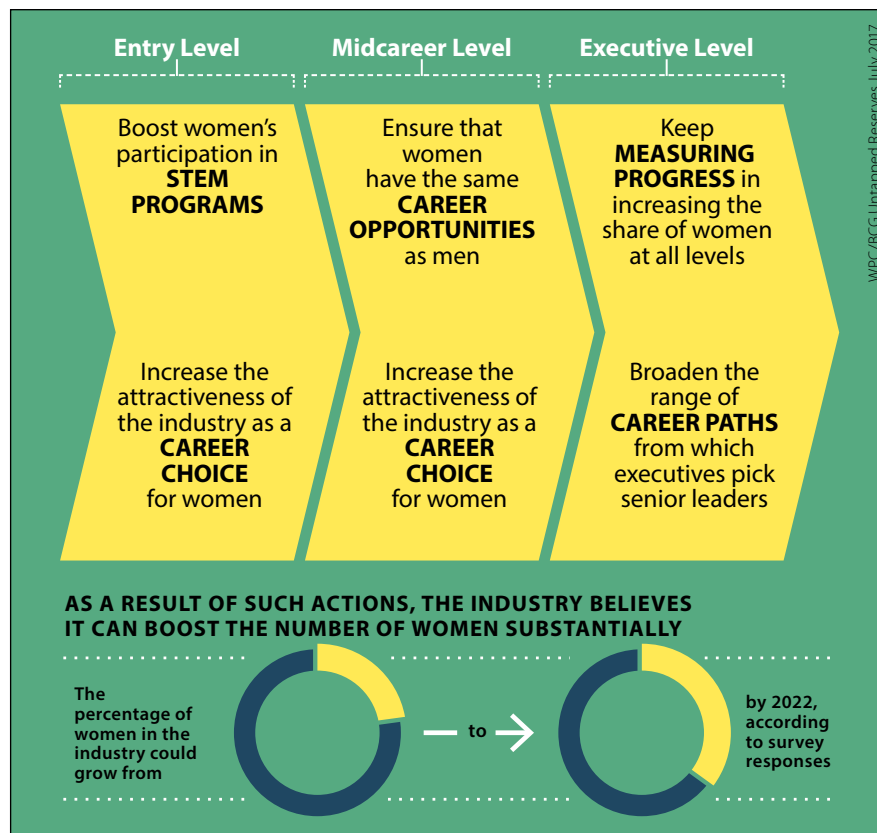 Entry Level
Midcareer Level
Executive Level
Boost women's
participation in
STEM
PROGRAMS
Increase the
attractiveness of
the industry as a
CAREER
CHOICE
for women
Ensure that
women
have the same
CAREER
OPPORTUNITIES
as men
Increase the
attractiveness of
the industry as a
CAREER
CHOICE
for women
Keep
MEASURING
PROGRESS in
increasing the
share of women
at all levels
Broaden the
range of
CAREER PATHS
from which
executives pick
senior leaders
AS A RESULT OF SUCH ACTIONS, THE INDUSTRY BELIEVES
IT CAN BOOST THE NUMBER OF WOMEN SUBSTANTIALLY
The
percentage of
women in the
industry could
grow from
to
by 2022,
according
to survey
responses
WPC/BCG Untapped Reserves July 2017